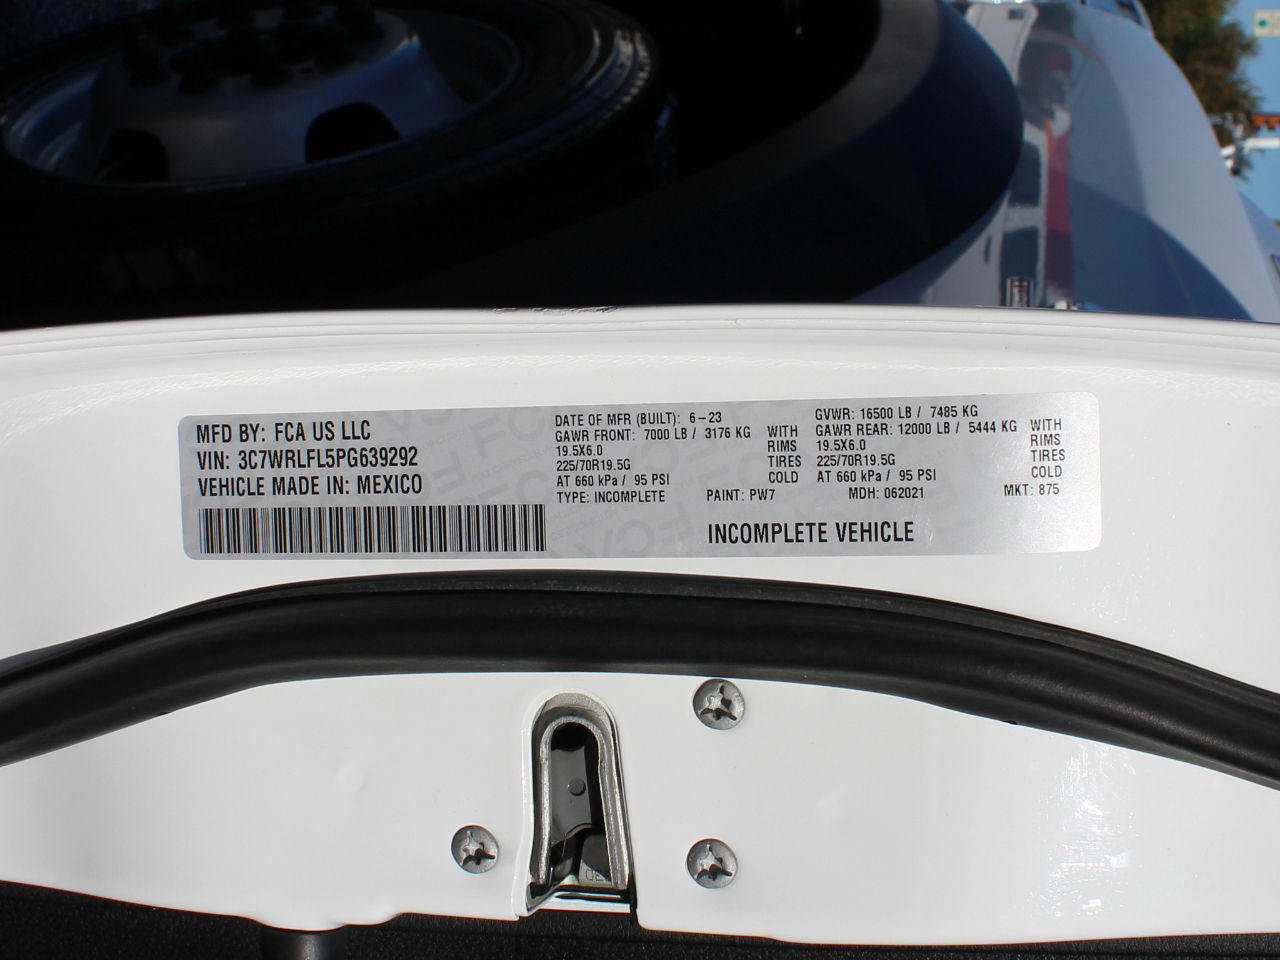 MFD BY: FCA US LLC
VIN: 3C7WRLFL5PG639292
VEHICLE MADE IN: MEXICO
DATE OF MFR (BUILT): 6-23
GAWR FRONT: 7000 LB / 3176 KG WITH
19.5X6.0 RIMS
225/70R19.5G TIRES
AT 660 kPa / 95 PSI COLD
TYPE: INCOMPLETE
GVWR: 16500 LB / 7485 KG
GAWR REAR: 12000 LB / 5444 KG WITH
19.5X6.0 RIMS
225/70R19.5G TIRES
AT 660 kPa / 95 PSI COLD
PAINT: PW7 MDH: 062021 MKT: 875
INCOMPLETE VEHICLE